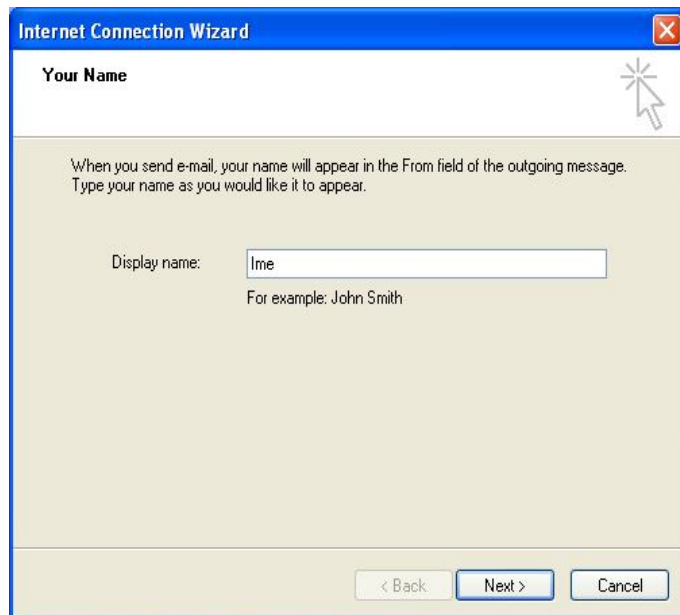 Internet Connection Wizard
Your Name
When you send e-mail, your name will appear in the From field of the outgoing message.
Type your name as you would like it to appear.
Display name:
Ime
For example: John Smith
< Back
Next >
Cancel